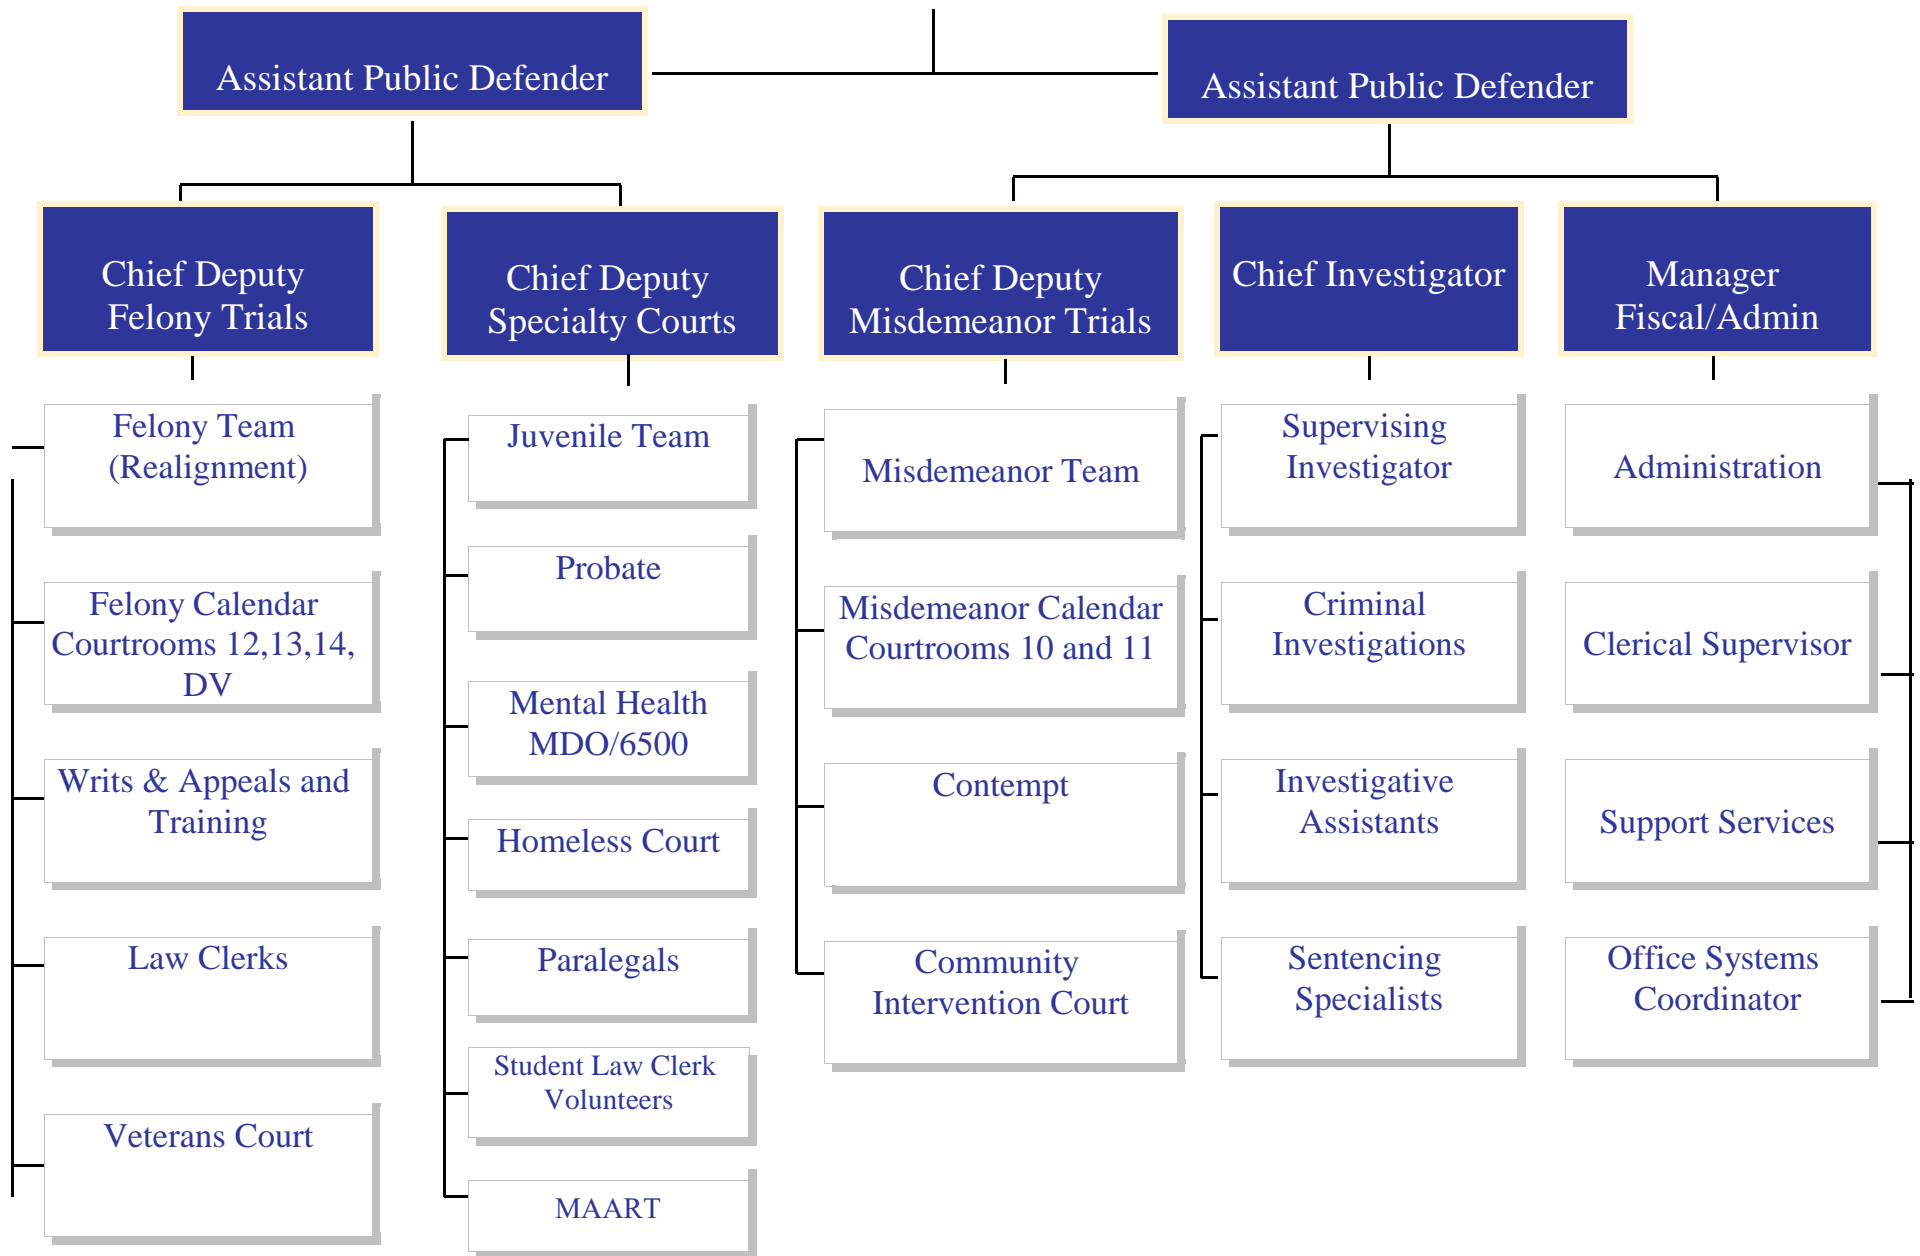 Assistant Public Defender
Assistant Public Defender
Chief Deputy
Felony Trials
Chief Deputy
Specialty Courts
Chief Deputy
Misdemeanor Trials
Chief Investigator
Manager
Fiscal/Admin
Felony Team
(Realignment)
Felony Calendar
Courtrooms 12,13,14,
DV
Writs & Appeals and
Training
Law Clerks
Veterans Court
Juvenile Team
Probate
Mental Health
MDO/6500
Homeless Court
Paralegals
Student Law Clerk
Volunteers
MAART
Misdemeanor Team
Misdemeanor Calendar
Courtrooms 10 and 11
Contempt
Community
Intervention Court
Supervising
Investigator
Criminal
Investigations
Investigative
Assistants
Sentencing
Specialists
Administration
Clerical Supervisor
Support Services
Office Systems
Coordinator